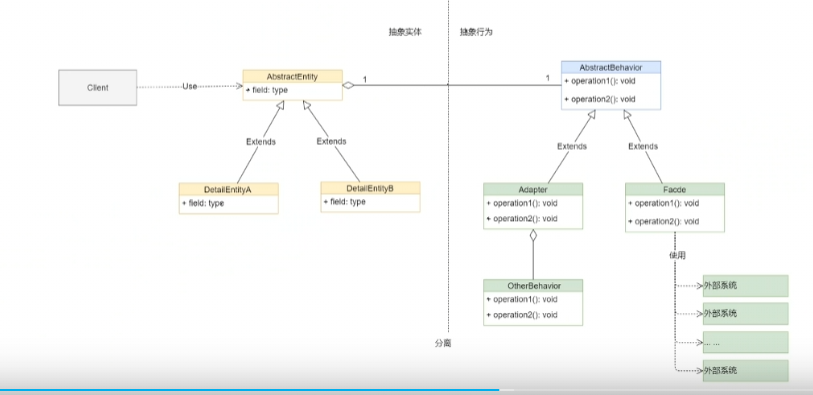 抽象实体
抽象行为
Client
Use
AbstractEntity
+ field: type
1
1
AbstractBehavior
+ operation1(): void
+ operation2(): void
Extends
Extends
Extends
Extends
DetailEntityA
+ field: type
DetailEntityB
+ field: type
Adapter
+ operation1(): void
+ operation2(): void
Facde
+ operation1(): void
+ operation2(): void
使用
OtherBehavior
+ operation1(): void
+ operation2(): void
外部系统
外部系统
... ...
外部系统
分离